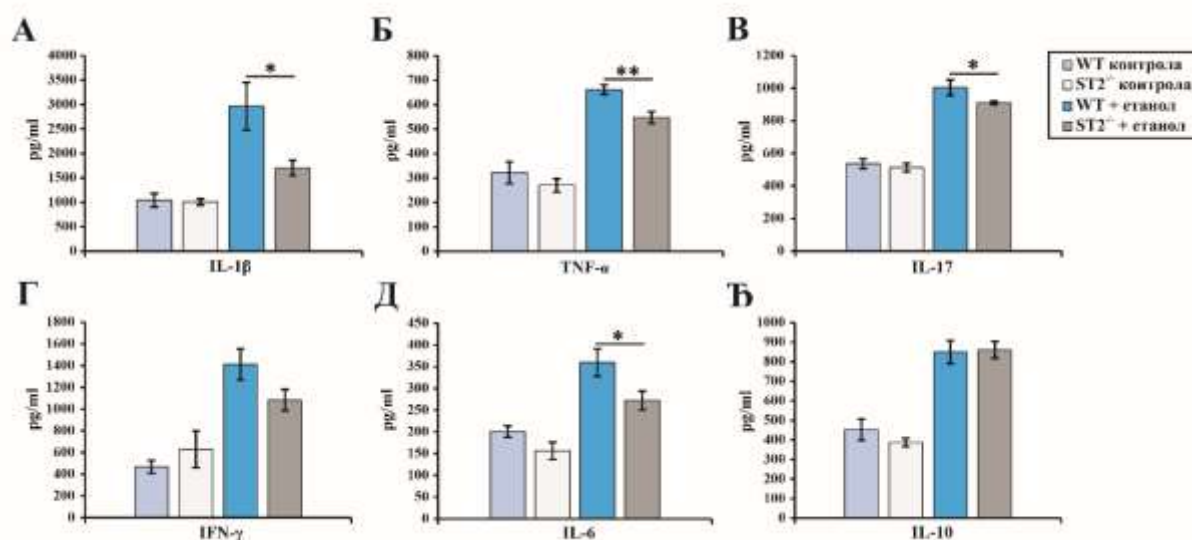 А
pg/ml
4000
3500
3000
2500
2000
1500
1000
500
0
*
IL-1β
Б
pg/ml
800
700
600
500
400
300
200
100
0
**
TNF-α
В
pg/ml
1200
1000
800
600
400
200
0
*
IL-17
WT контрола
ST2⁻/⁻ контрола
WT + етанол
ST2⁻/⁻ + етанол
Г
pg/ml
1800
1600
1400
1200
1000
800
600
400
200
0
IFN-γ
Д
pg/ml
450
400
350
300
250
200
150
100
50
0
*
IL-6
Ђ
pg/ml
1000
900
800
700
600
500
400
300
200
100
0
IL-10